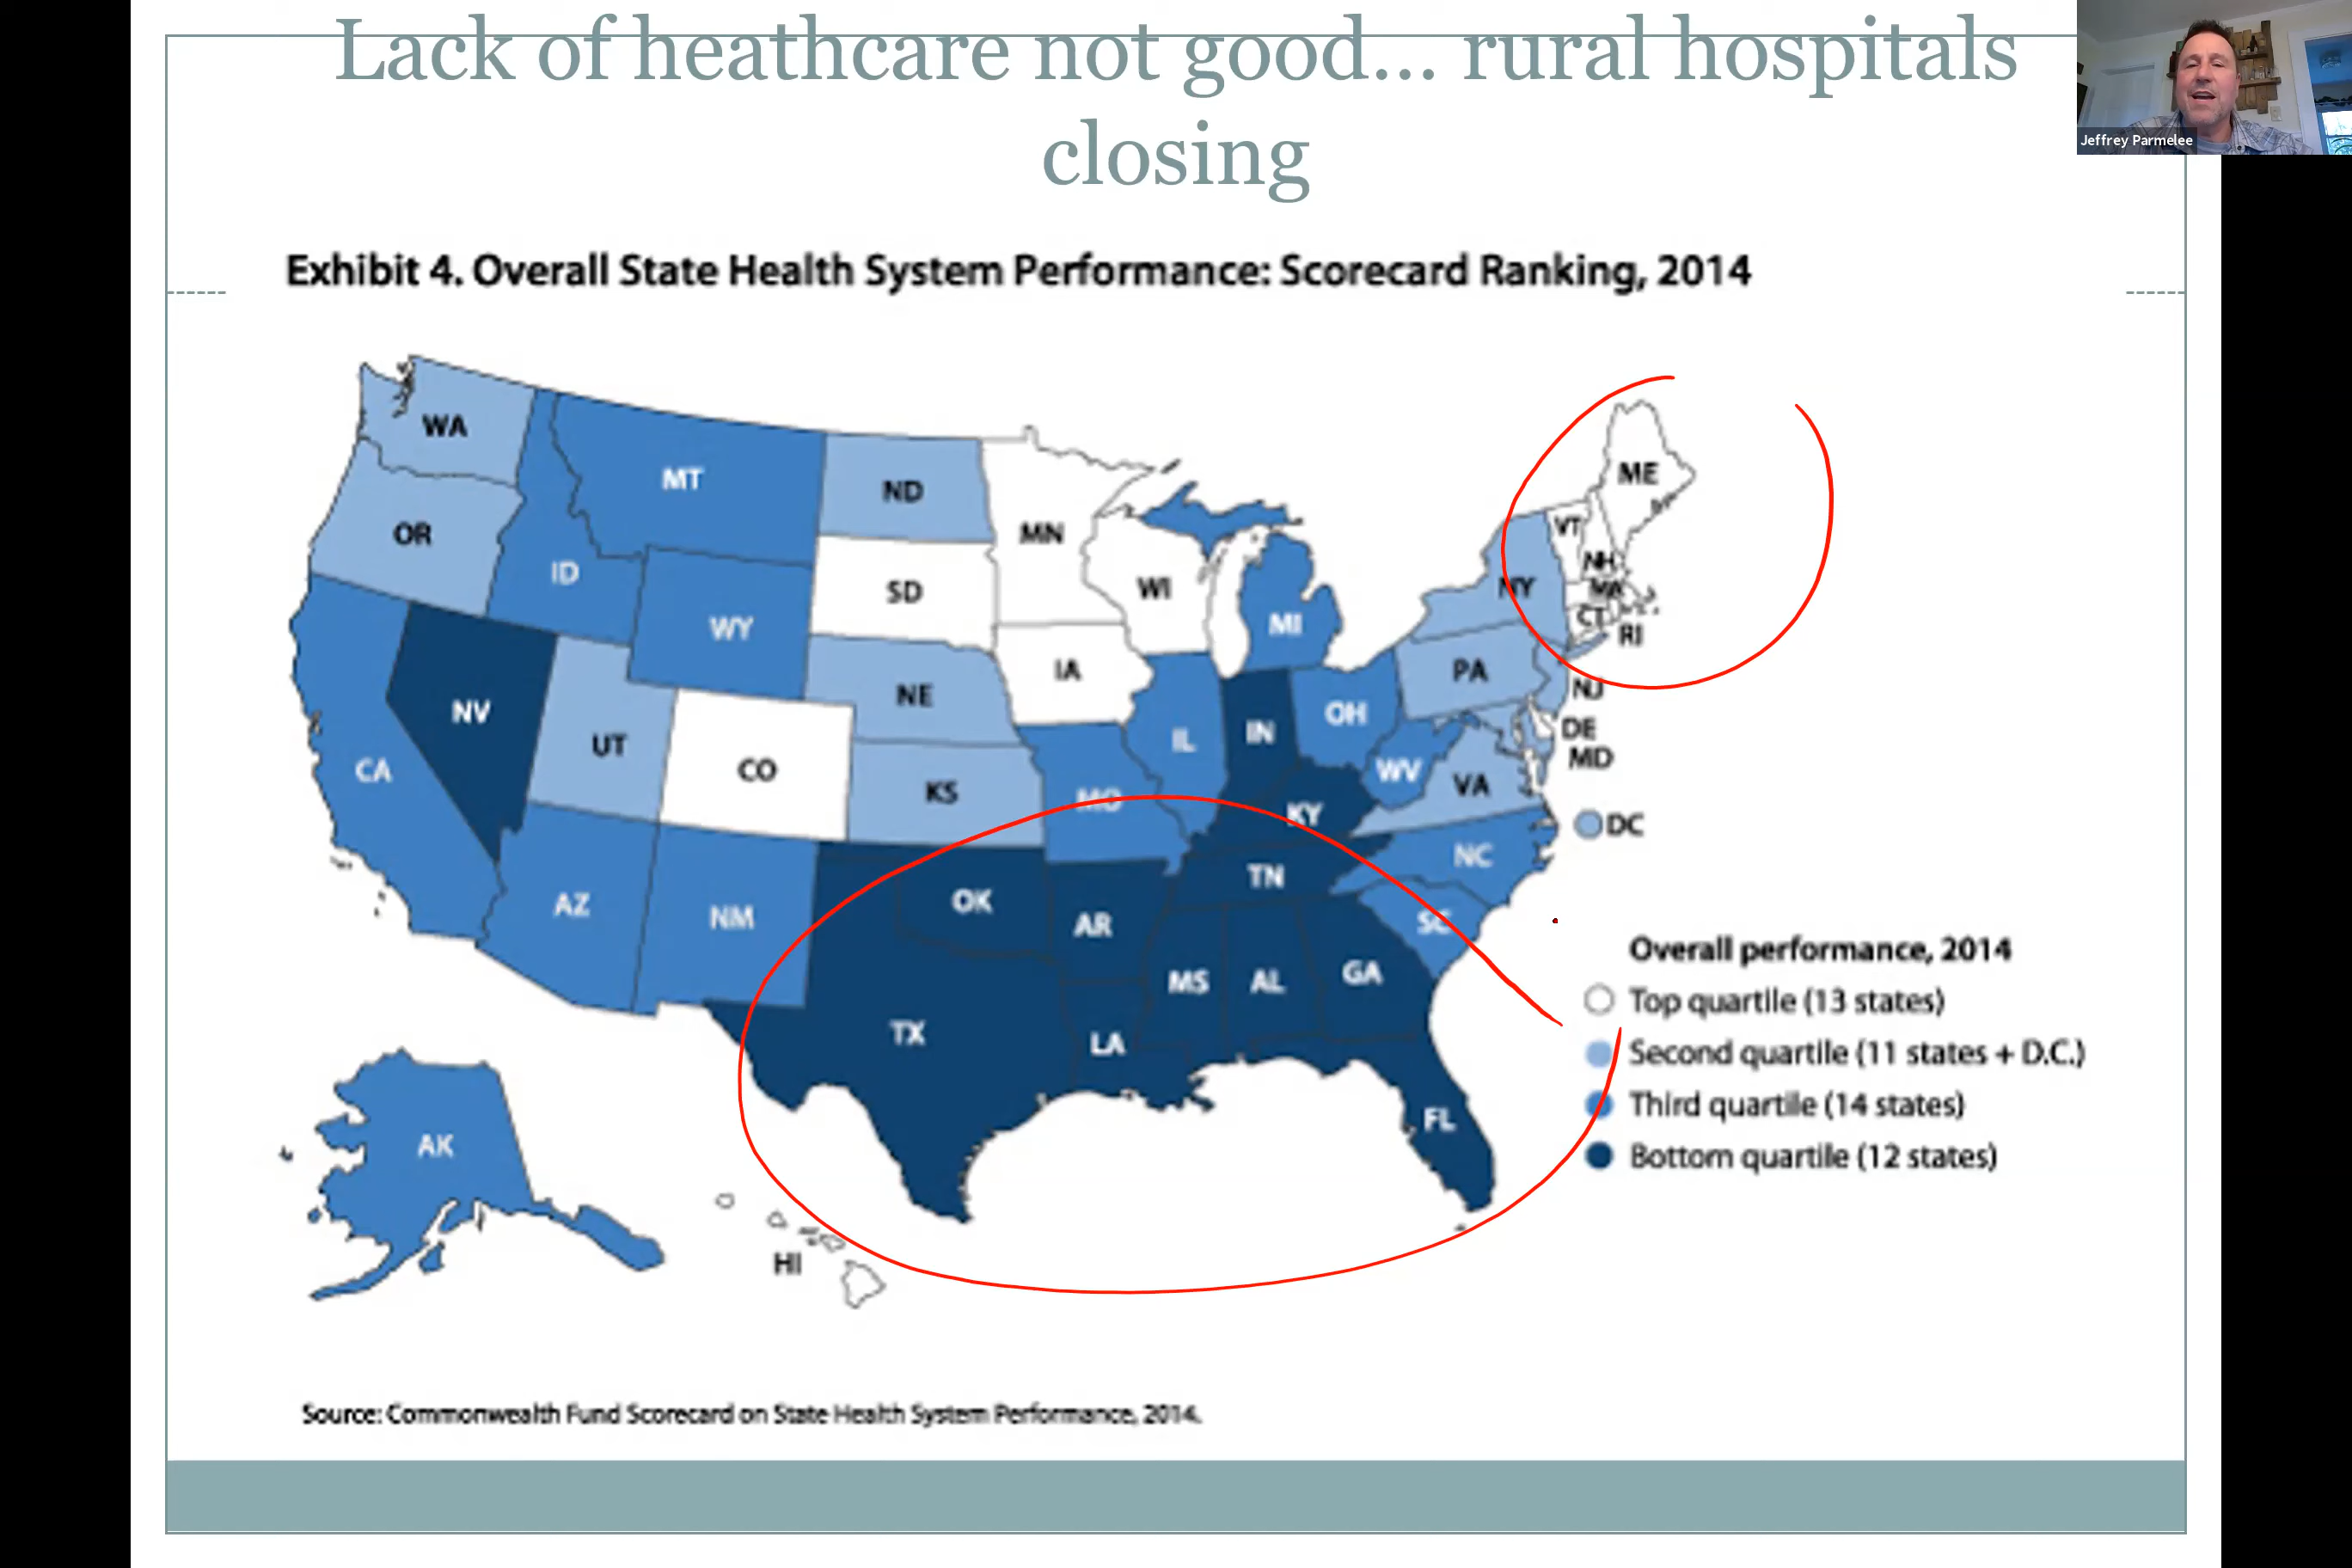 Lack of heathcare not good... rural hospitals
closing
Jeffrey Parmelee
Exhibit 4. Overall State Health System Performance: Scorecard Ranking, 2014
WA
MT
ND
MN
ME
OR
ID
SD
WI
VT
NH
NY
MA
WY
MI
CT
RI
IA
PA
NE
NJ
NV
UT
IL
IN
OH
DE
CO
MD
CA
KS
MO
WV
VA
KY
DC
NC
TN
AZ
NM
OK
AR
SC
MS
AL
GA
TX
LA
FL
AK
HI
Overall performance, 2014
Top quartile (13 states)
Second quartile (11 states + D.C.)
Third quartile (14 states)
Bottom quartile (12 states)
Source: Commonwealth Fund Scorecard on State Health System Performance, 2014.